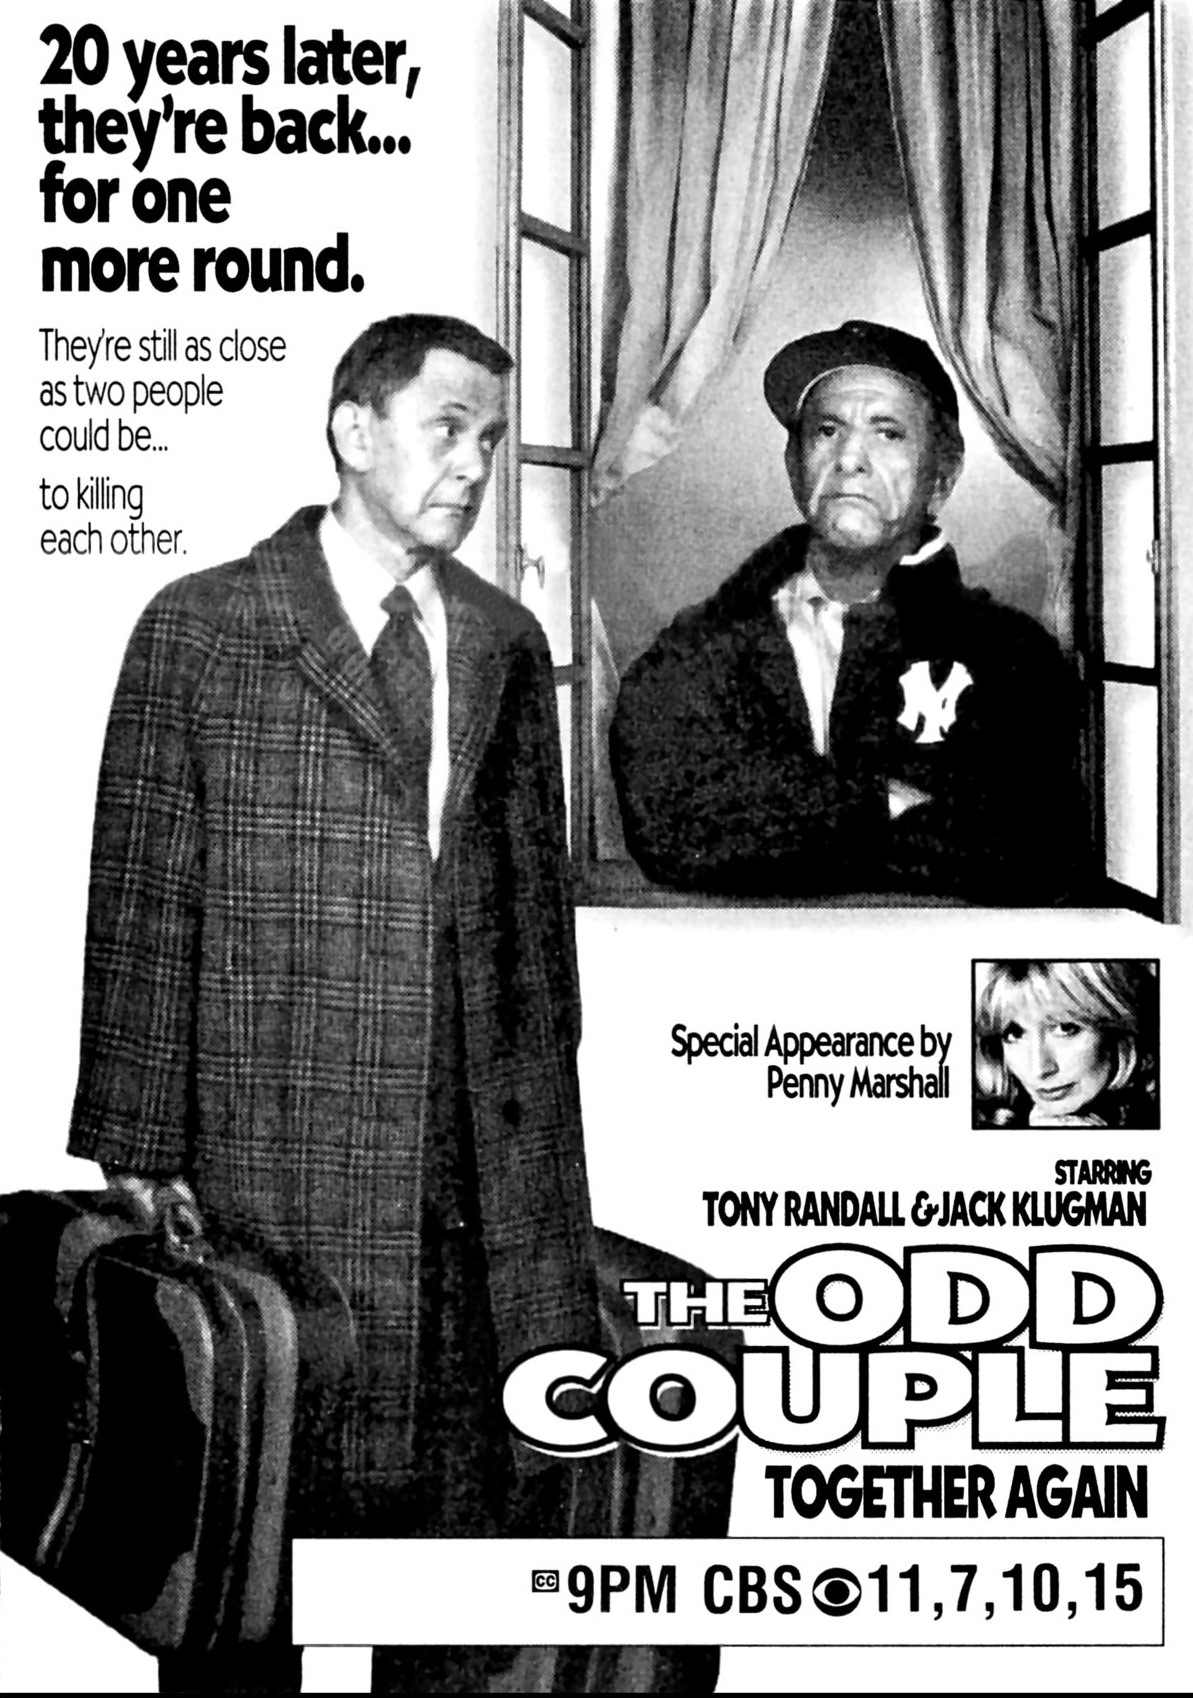 20 years later,
they're back...
for one
more round.
They're still as close
as two people
could be...
to killing
each other.
NY
Special Appearance by
Penny Marshall
STARRING
TONY RANDALL & JACK KLUGMAN
THE ODD
COUPLE
TOGETHER AGAIN
CC 9PM CBS 11,7,10,15